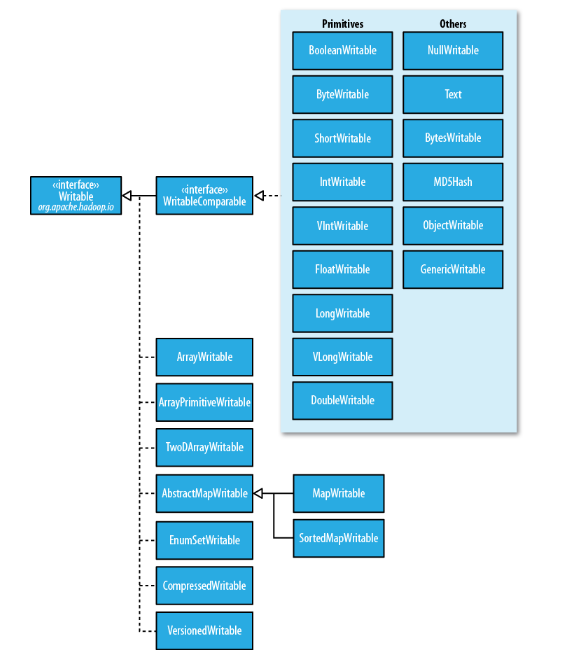 Primitives
Others
BooleanWritable
NullWritable
ByteWritable
Text
ShortWritable
BytesWritable
«interface»
Writable
org.apache.hadoop.io
«interface»
WritableComparable
IntWritable
MD5Hash
VIntWritable
ObjectWritable
FloatWritable
GenericWritable
LongWritable
VLongWritable
DoubleWritable
ArrayWritable
ArrayPrimitiveWritable
TwoDArrayWritable
AbstractMapWritable
MapWritable
SortedMapWritable
EnumSetWritable
CompressedWritable
VersionedWritable